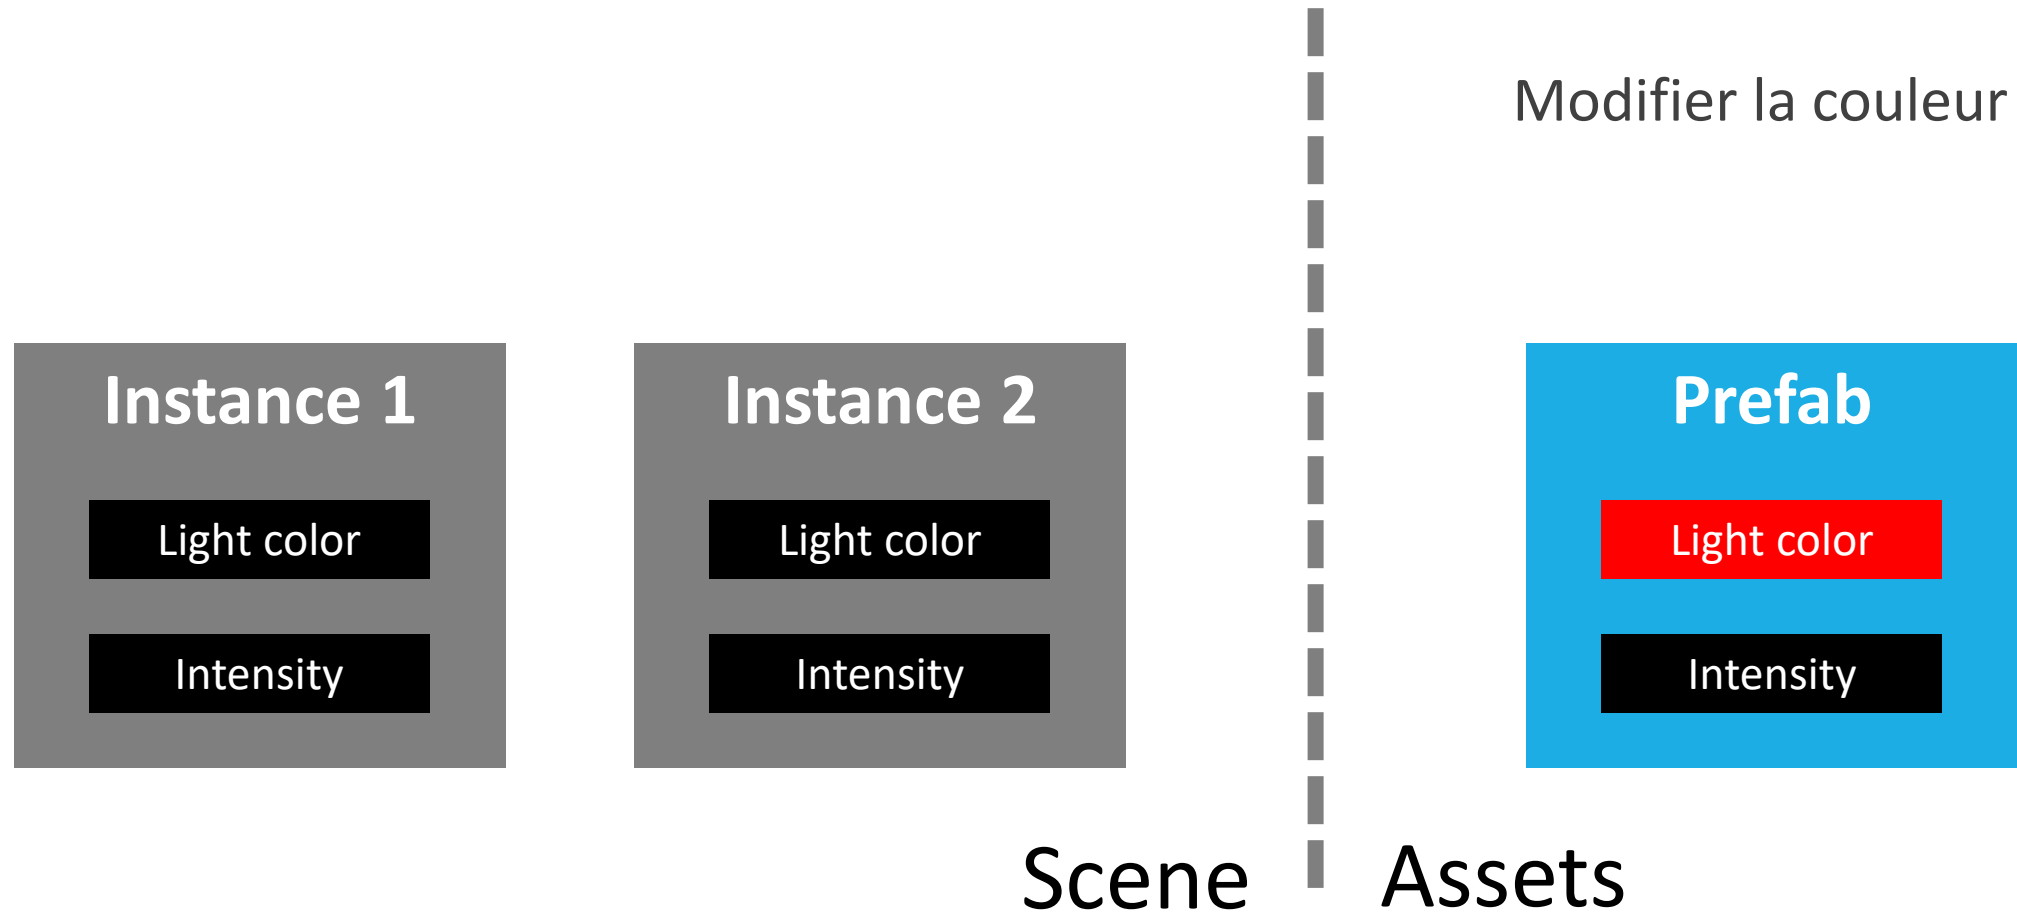 Modifier la couleur
Instance 1
Light color
Intensity
Instance 2
Light color
Intensity
Prefab
Light color
Intensity
Scene
Assets